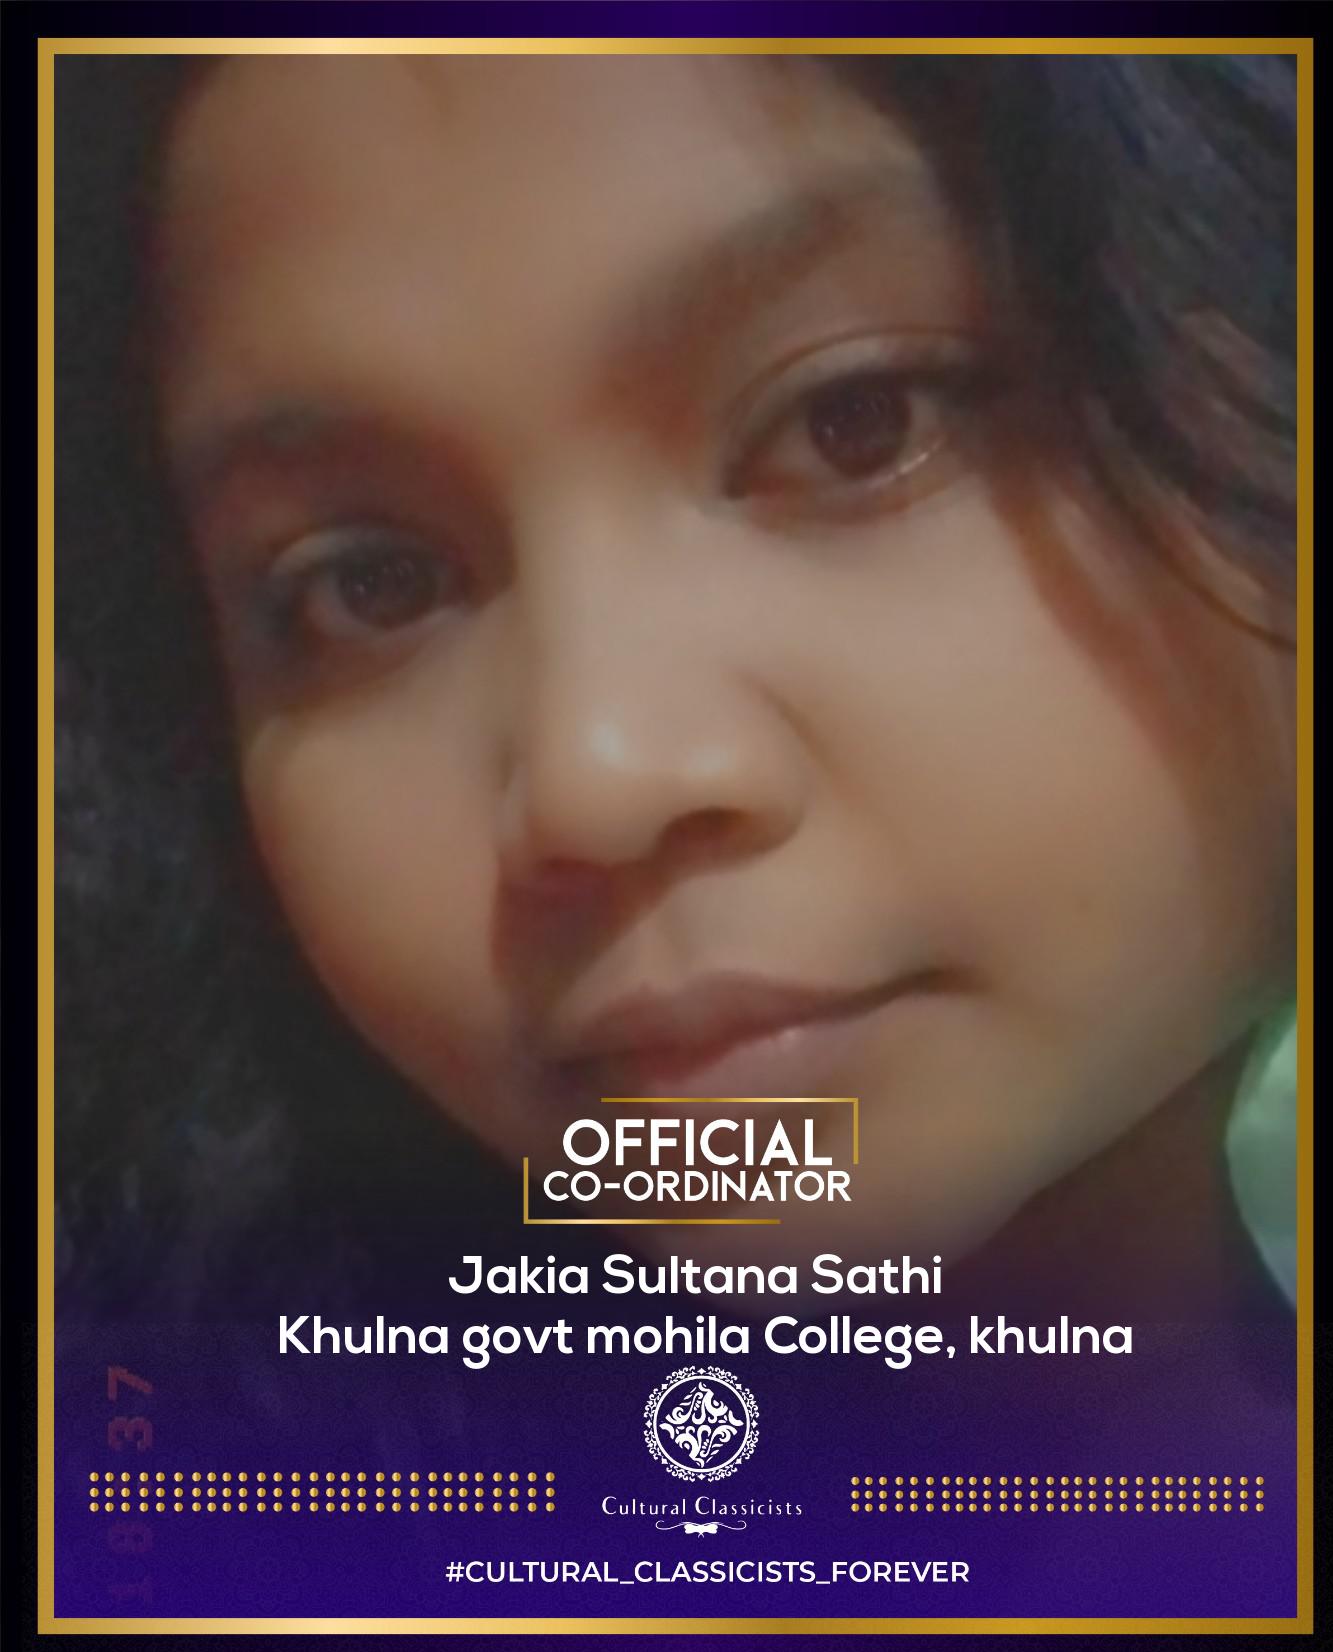 OFFICIAL
CO-ORDINATOR
Jakia Sultana Sathi
Khulna govt mohila College, khulna
Cultural Classicists
#CULTURAL_CLASSICISTS_FOREVER